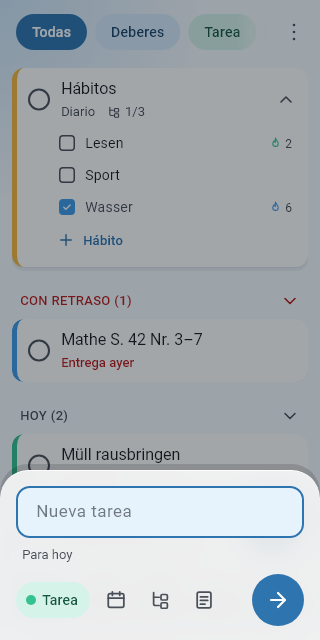 Todas Deberes Tarea
Hábitos
Diario 1/3
Lesen 2
Sport
Wasser 6
Hábito
CON RETRASO (1)
Mathe S. 42 Nr. 3–7
Entrega ayer
HOY (2)
Müll rausbringen
Nueva tarea
Para hoy
Tarea